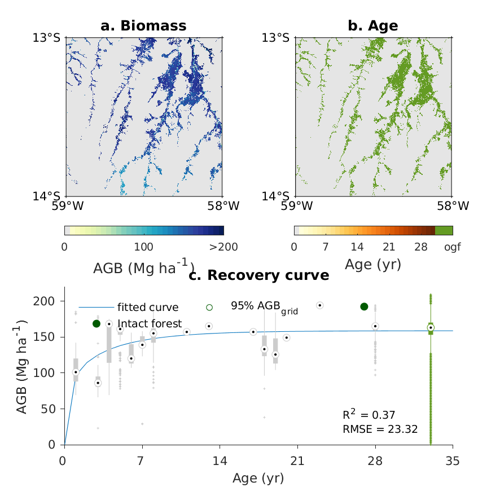 a. Biomass
b. Age
13°S
14°S
59°W
58°W
13°S
14°S
59°W
58°W
0
100
>200
AGB (Mg ha-1)
0
7
14
21
28
ogf
Age (yr)
c. Recovery curve
fitted curve
95% AGBgrid
Intact forest
AGB (Mg ha-1)
200
150
100
50
0
R2 = 0.37
RMSE = 23.32
0
7
14
21
28
35
Age (yr)